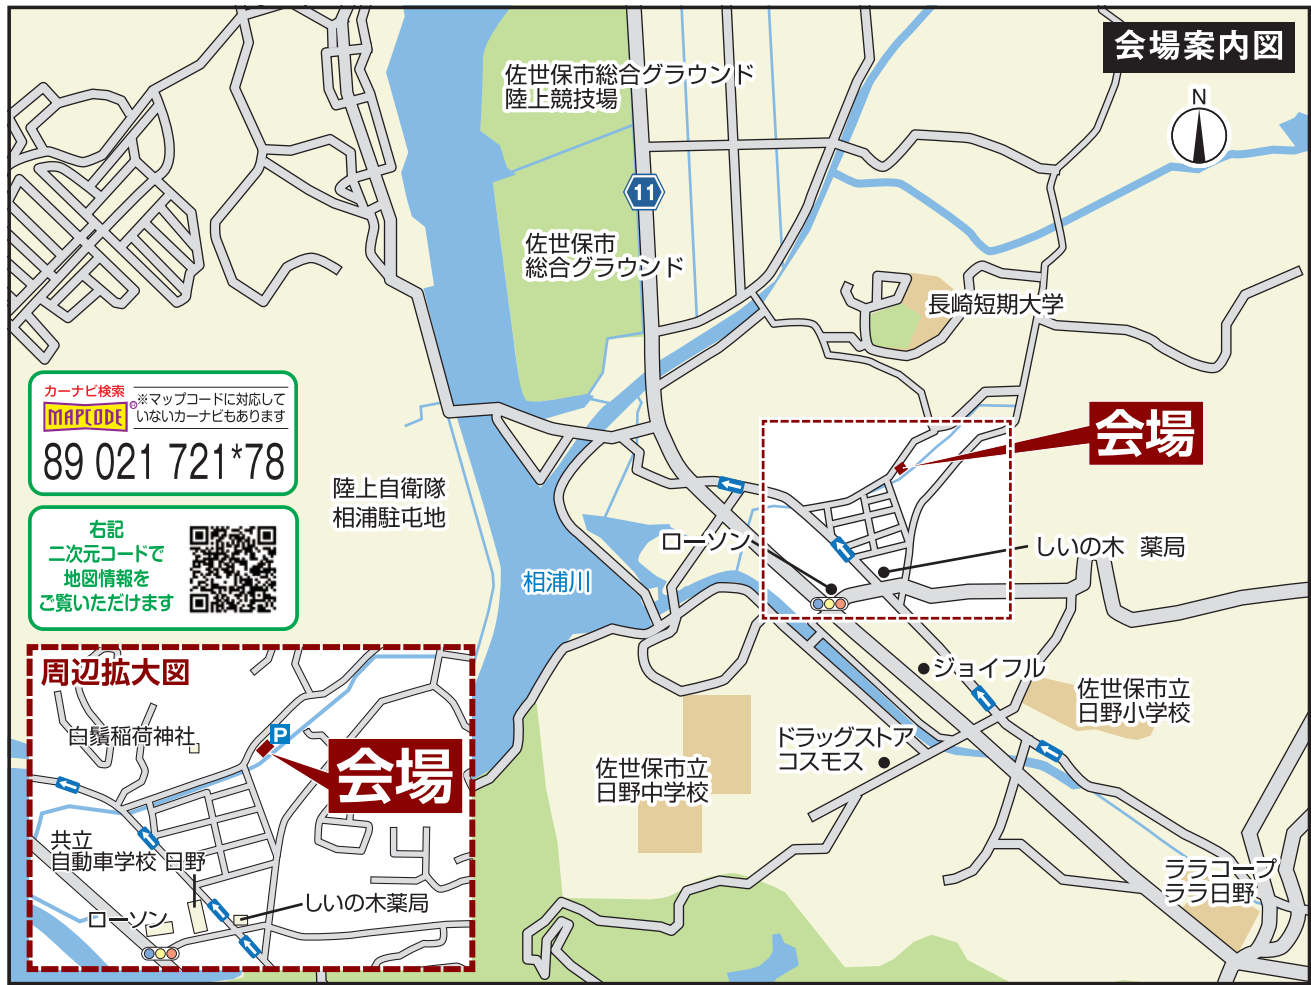 会場案内図
N
佐世保市総合グラウンド
陸上競技場
11
佐世保市
総合グラウンド
長崎短期大学
カーナビ検索
MAPCODE
®
※マップコードに対応して
いないカーナビもあります
89 021 721*78
会場
陸上自衛隊
相浦駐屯地
右記
二次元コードで
地図情報を
ご覧いただけます
ローソン
しいの木 薬局
相浦川
周辺拡大図
白鬚稲荷神社
P
会場
共立
自動車学校 日野
ローソン
しいの木薬局
ジョイフル
佐世保市立
日野小学校
ドラッグストア
コスモス
佐世保市立
日野中学校
ララコープ
ララ日野